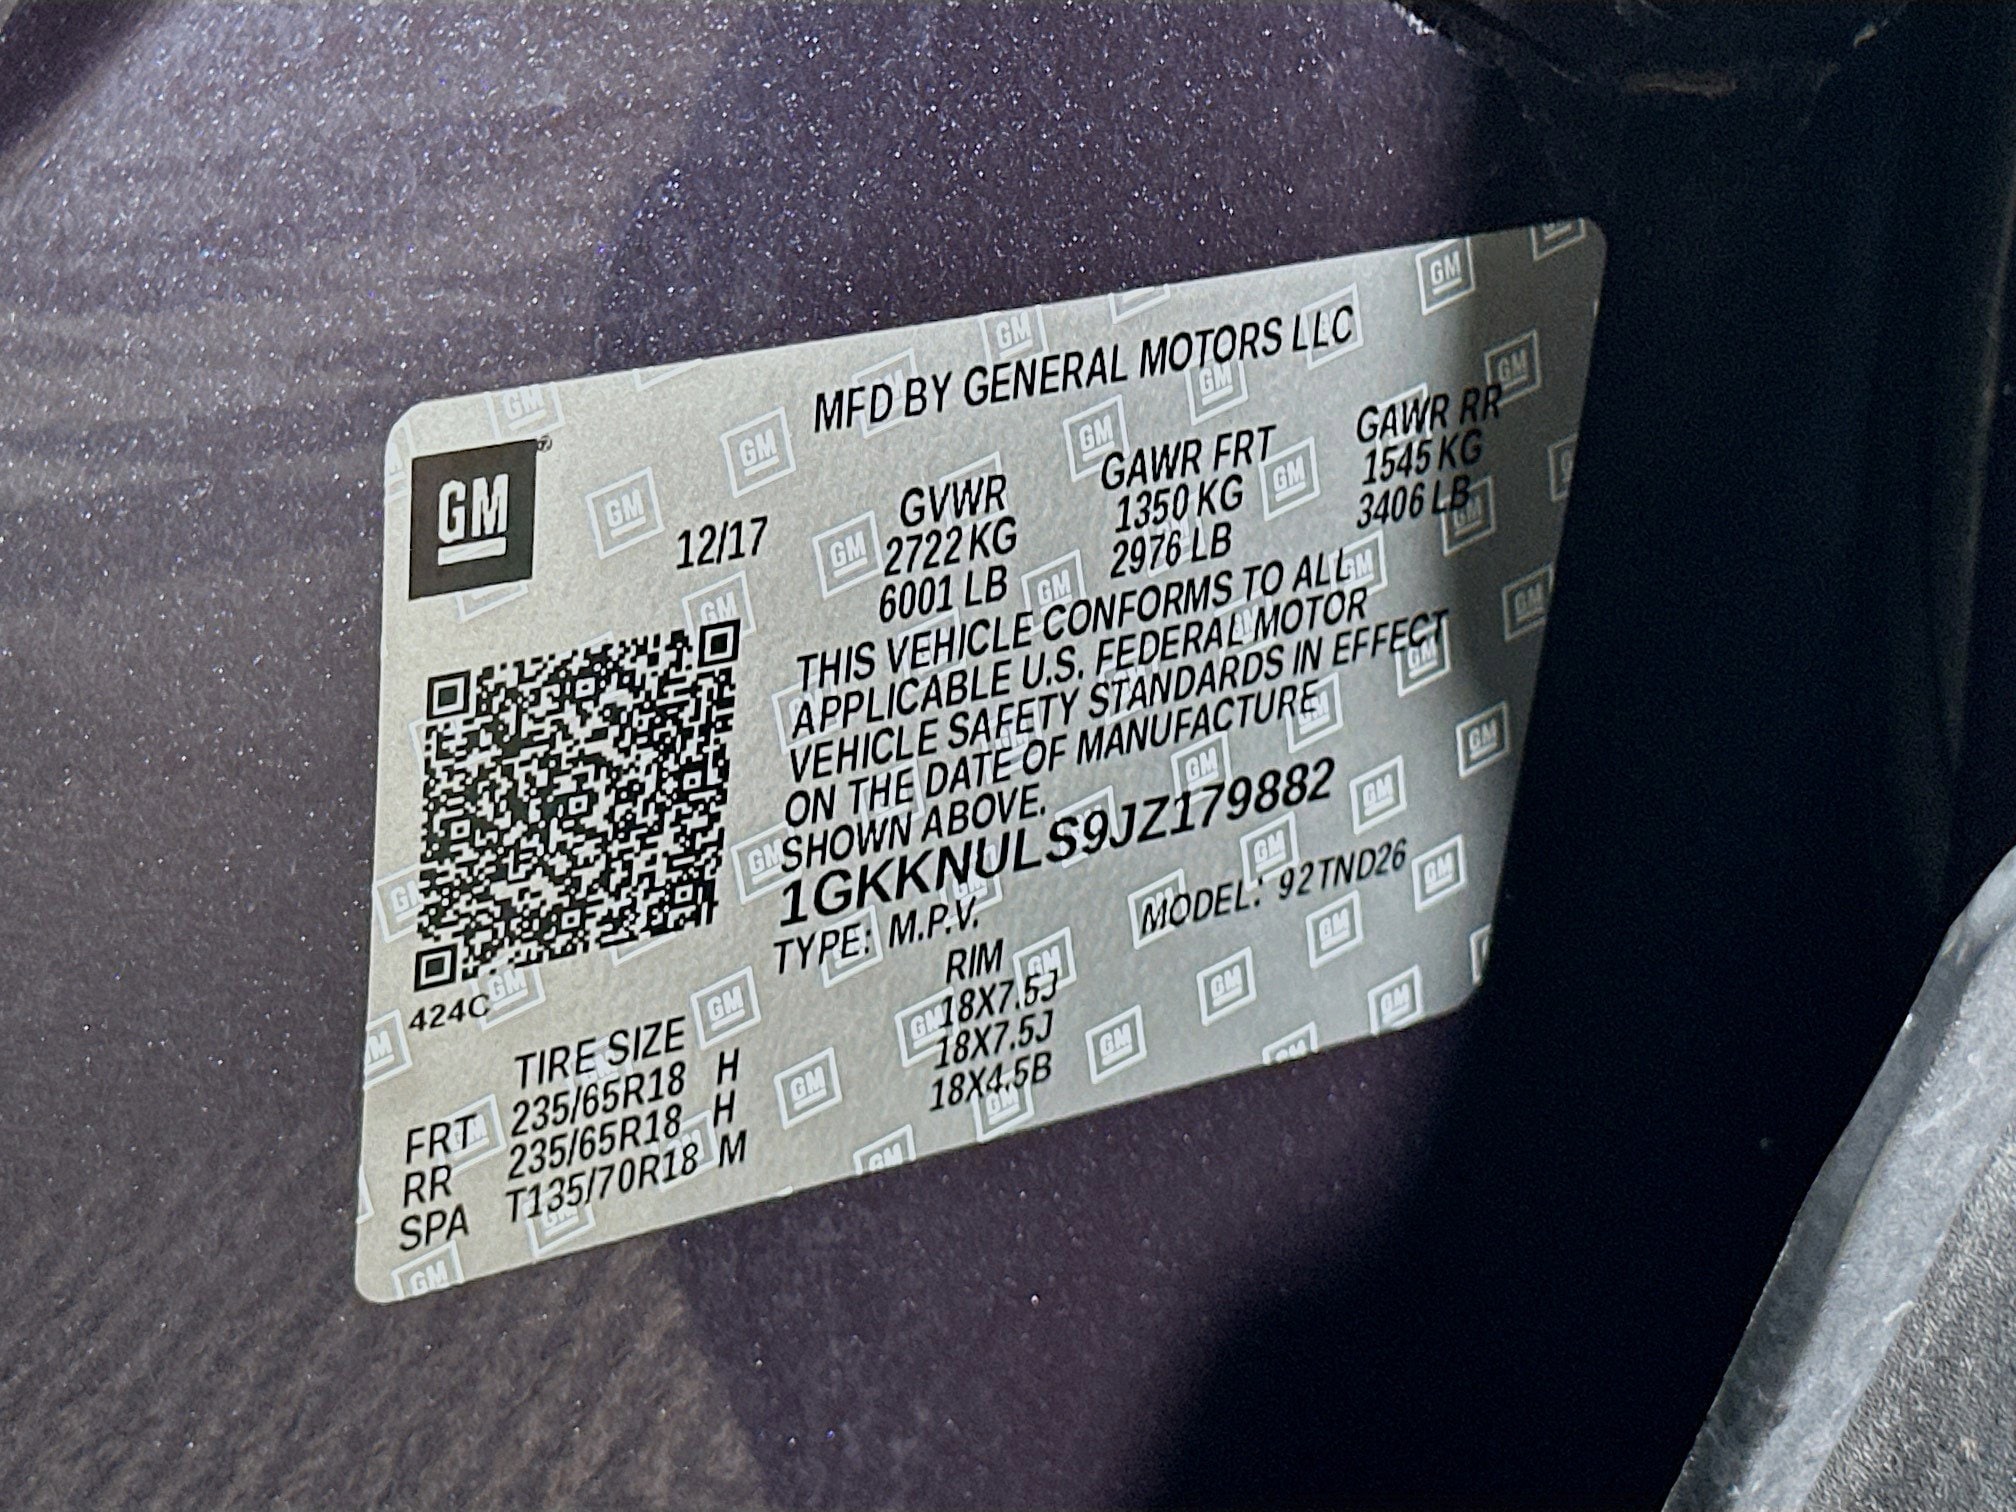 MFD BY GENERAL MOTORS LLC
GM
12/17
GVWR
2722 KG
6001 LB
GAWR FRT
1350 KG
2976 LB
GAWR RR
1545 KG
3406 LB
THIS VEHICLE CONFORMS TO ALL
APPLICABLE U.S. FEDERAL MOTOR
VEHICLE SAFETY STANDARDS IN EFFECT
ON THE DATE OF MANUFACTURE
SHOWN ABOVE.
1GKKNULS9JZ179882
TYPE: M.P.V. MODEL: 92TND26
424C
TIRE SIZE RIM
FRT 235/65R18 H 18X7.5J
RR 235/65R18 H 18X7.5J
SPA T135/70R18 M 18X4.5B